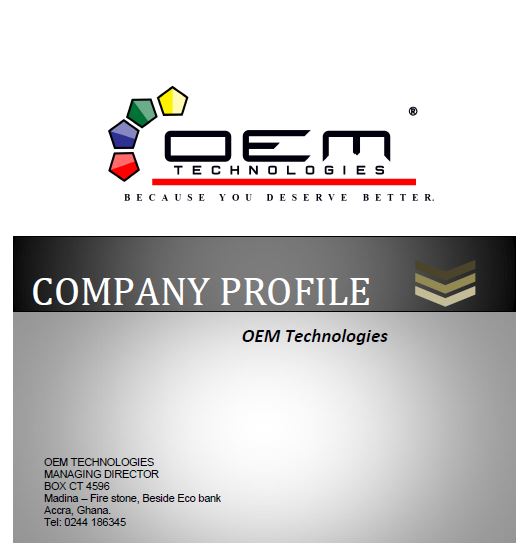 ®
OEM
TECHNOLOGIES
BECAUSE YOU DESERVE BETTER.
COMPANY PROFILE
OEM Technologies
OEM TECHNOLOGIES
MANAGING DIRECTOR
BOX CT 4596
Madina – Fire stone, Beside Eco bank
Accra, Ghana.
Tel: 0244 186345